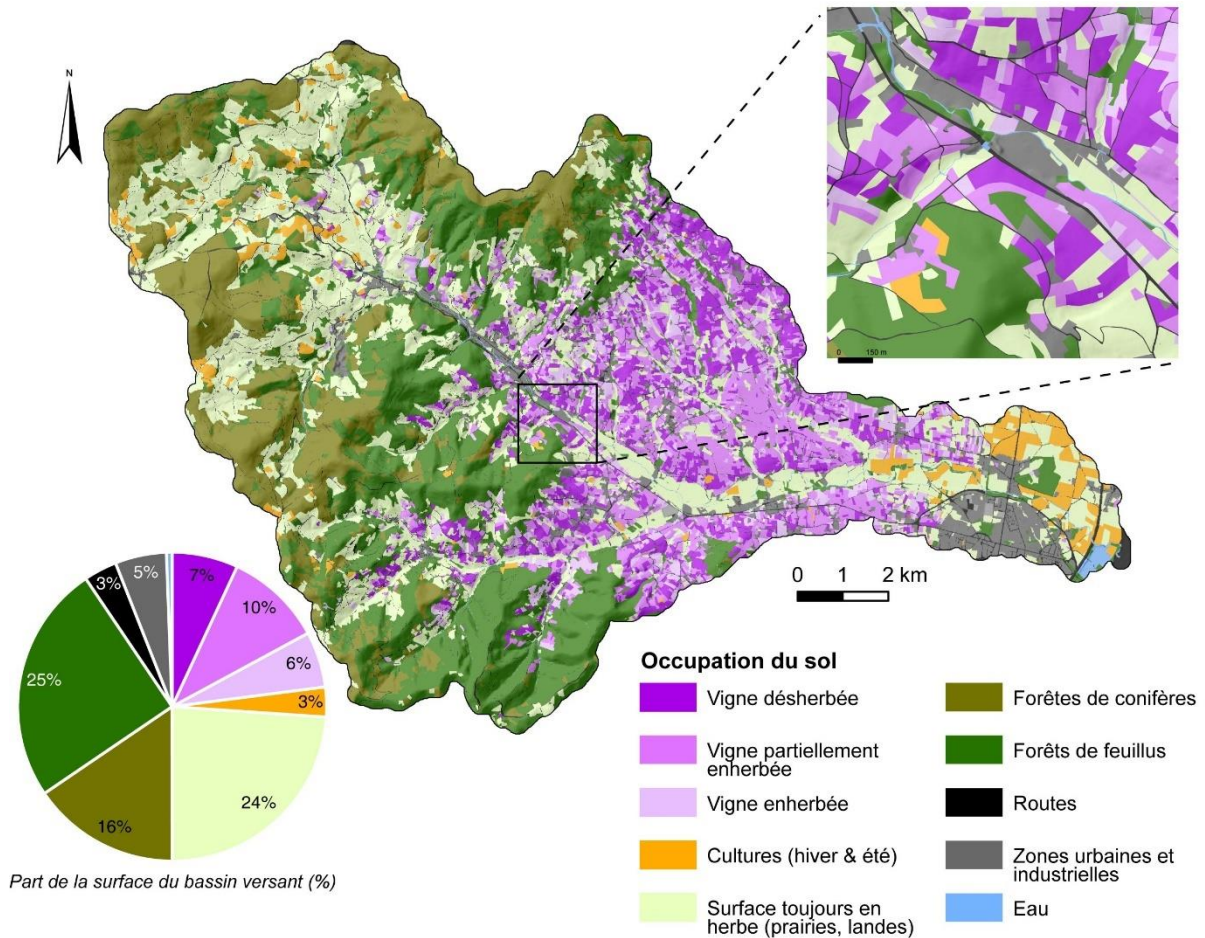 N
0 150 m
0 1 2 km
7%
10%
6%
3%
24%
16%
25%
3%
5%
Part de la surface du bassin versant (%)
Occupation du sol
Vigne désherbée
Vigne partiellement
enherbée
Vigne enherbée
Cultures (hiver & été)
Surface toujours en
herbe (prairies, landes)
Forêtes de conifères
Forêts de feuillus
Routes
Zones urbaines et
industrielles
Eau